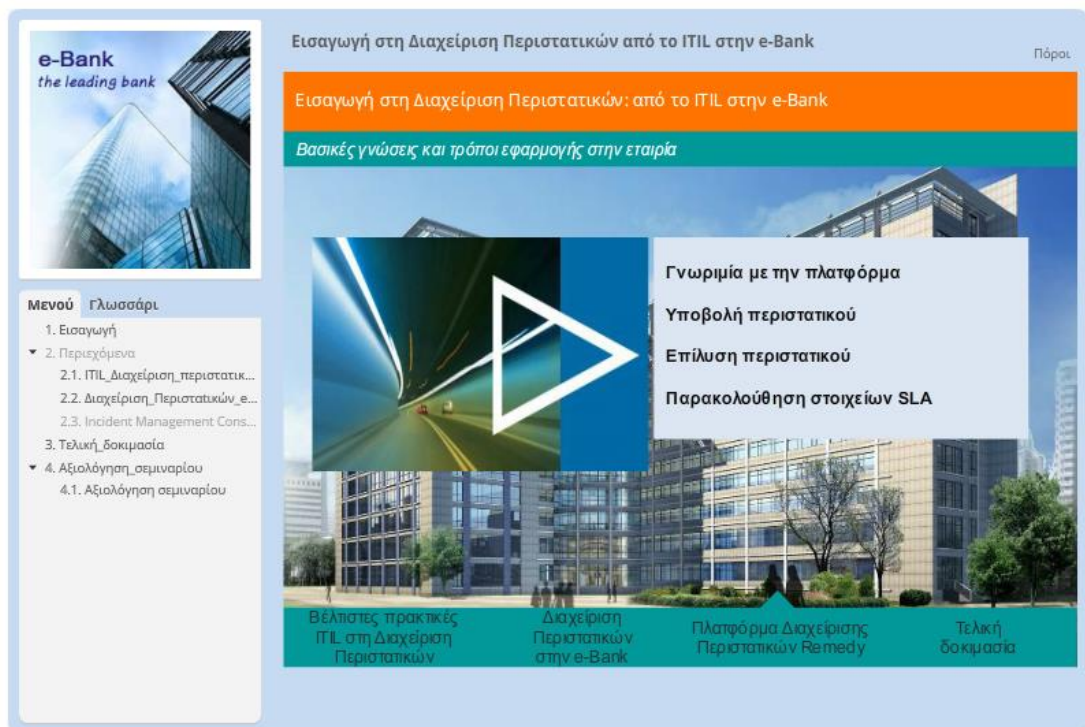 e-Bank
the leading bank
Μενού Γλωσσάρι
1. Εισαγωγή
2. Περιεχόμενα
2.1. ITIL_Διαχείριση_περιστατικ...
2.2. Διαχείριση_Περιστατικών_e...
2.3. Incident Management Cons...
3. Τελική_δοκιμασία
4. Αξιολόγηση_σεμιναρίου
4.1. Αξιολόγηση σεμιναρίου
Εισαγωγή στη Διαχείριση Περιστατικών από το ITIL στην e-Bank
Πόροι
Εισαγωγή στη Διαχείριση Περιστατικών: από το ITIL στην e-Bank
Βασικές γνώσεις και τρόποι εφαρμογής στην εταιρία
Γνωριμία με την πλατφόρμα
Υποβολή περιστατικού
Επίλυση περιστατικού
Παρακολούθηση στοιχείων SLA
Βέλτιστες πρακτικές
ITIL στη Διαχείριση
Περιστατικών
Διαχείριση
Περιστατικών
στην e-Bank
Πλατφόρμα Διαχείρισης
Περιστατικών Remedy
Τελική
δοκιμασία